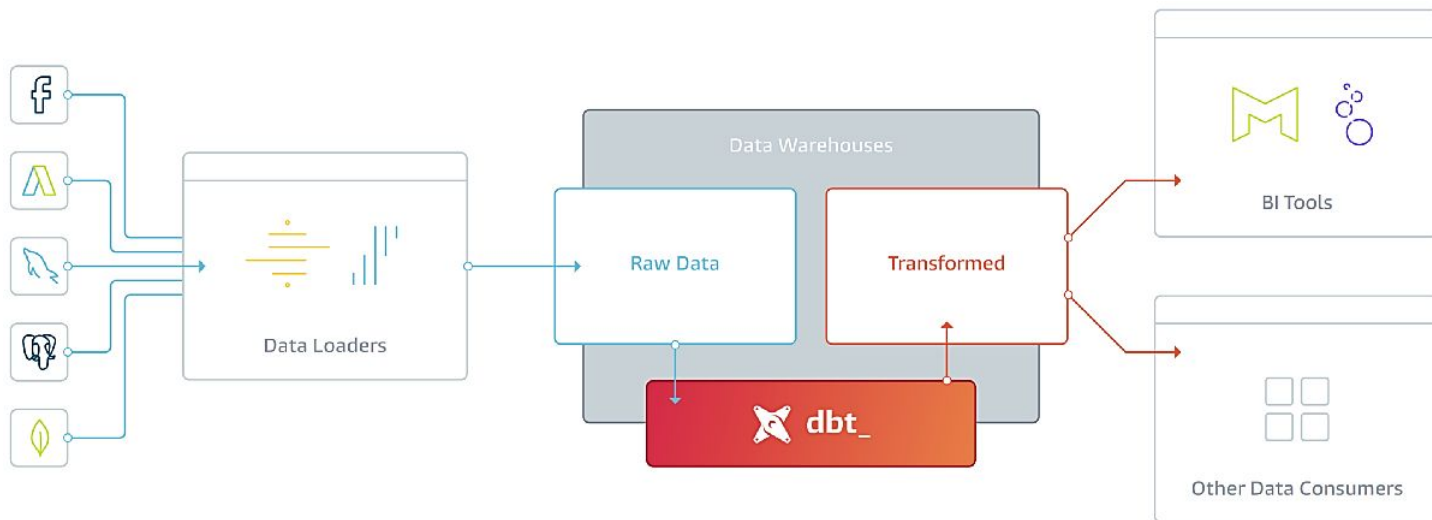 Data Loaders
Data Warehouses
Raw Data
Transformed
dbt_
BI Tools
Other Data Consumers